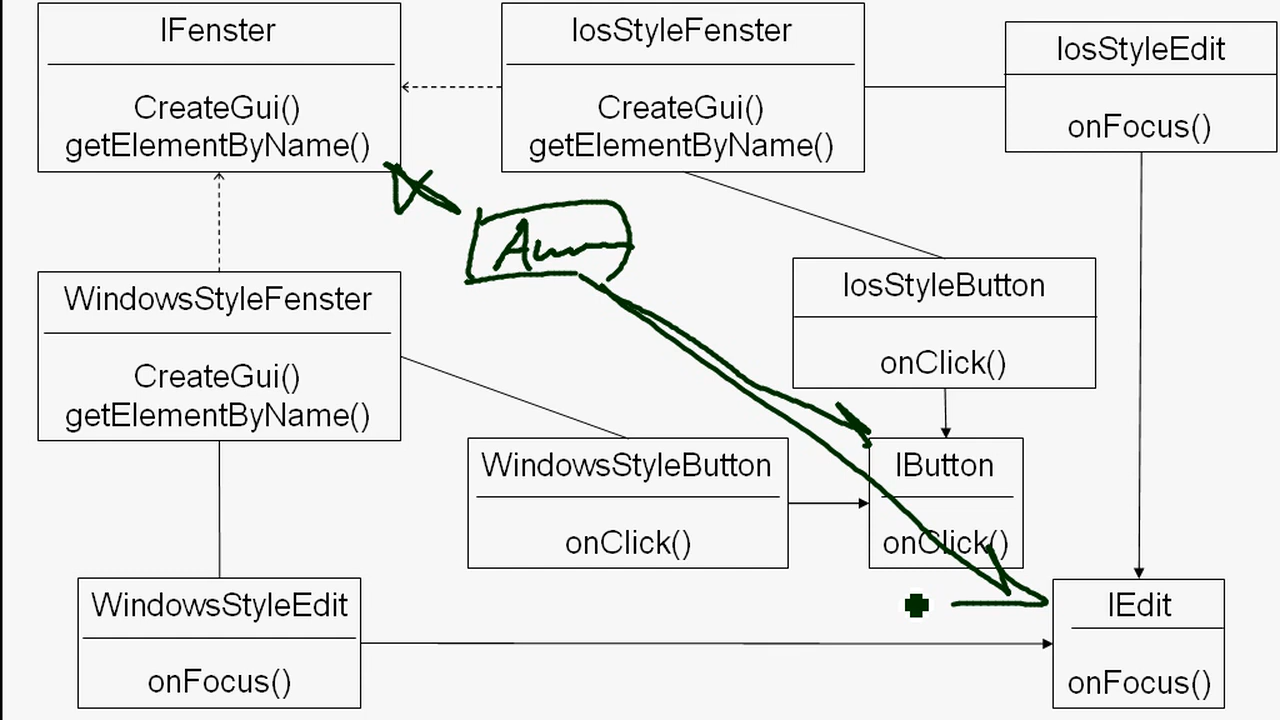 IFenster
CreateGui()
getElementByName()
IosStyleFenster
CreateGui()
getElementByName()
IosStyleEdit
onFocus()
WindowsStyleFenster
CreateGui()
getElementByName()
IosStyleButton
onClick()
WindowsStyleButton
onClick()
IButton
onClick()
WindowsStyleEdit
onFocus()
IEdit
onFocus()